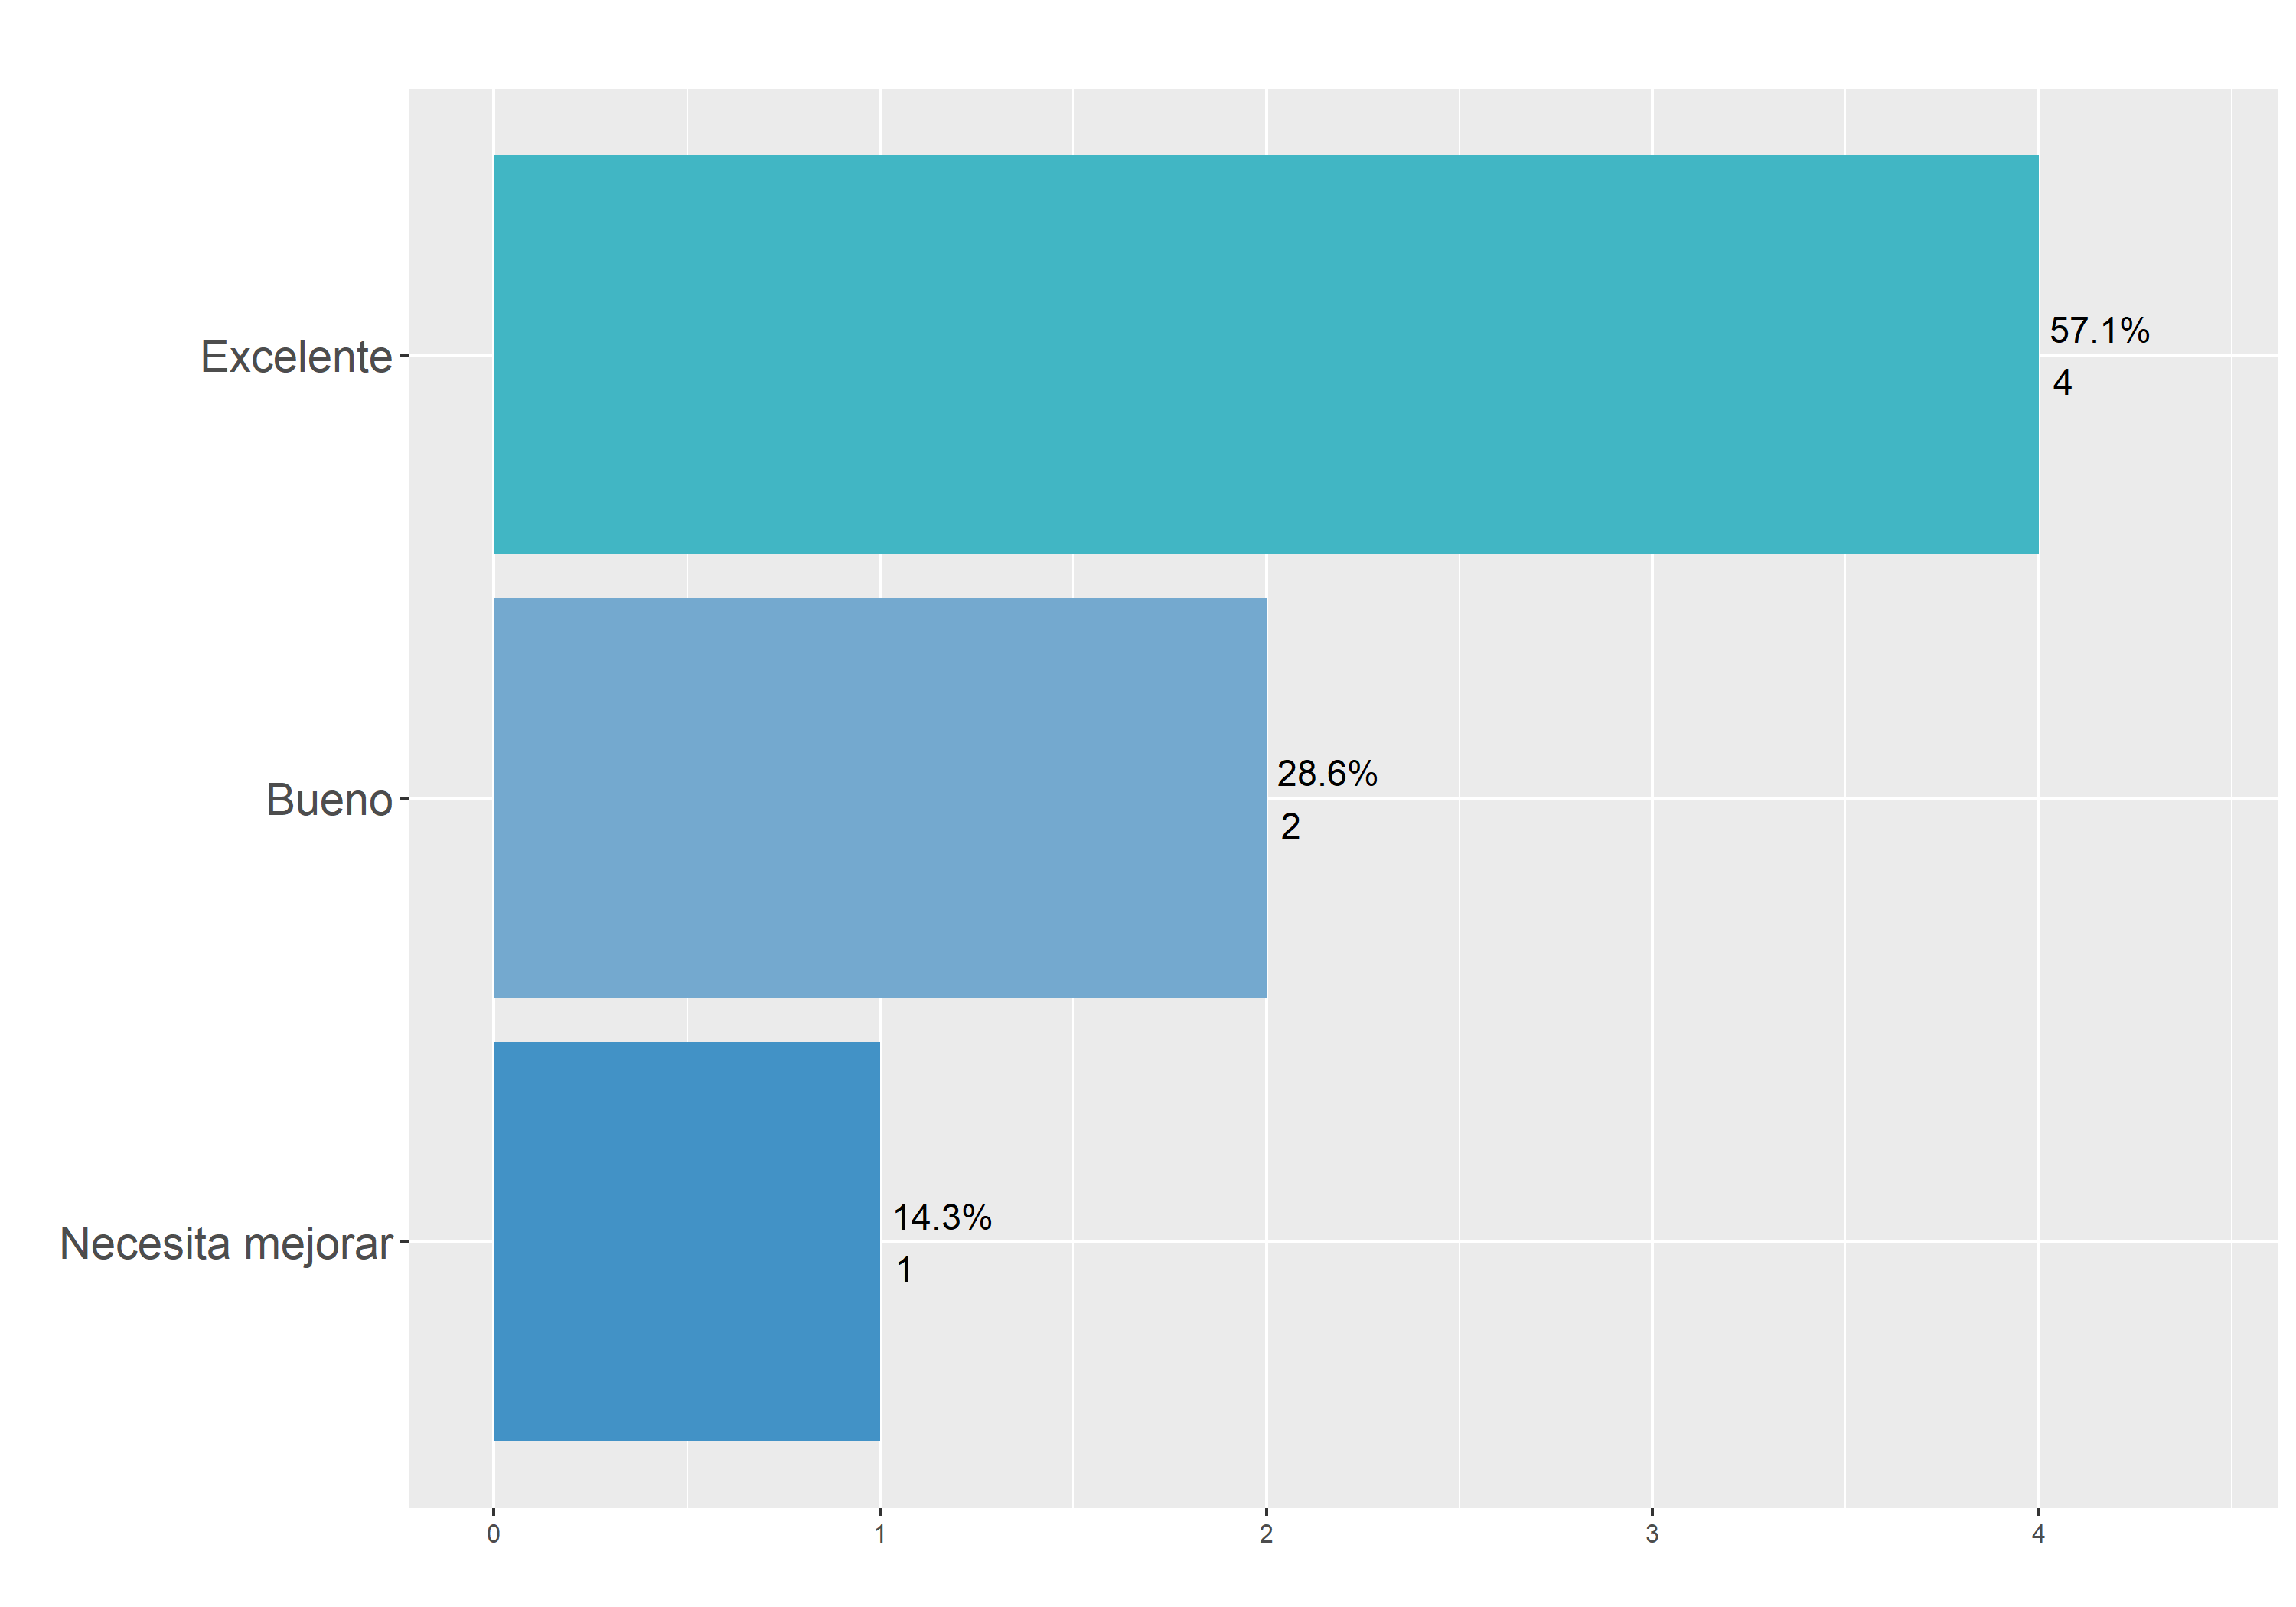 Excelente
57.1%
4
Bueno
28.6%
2
Necesita mejorar
14.3%
1
0 1 2 3 4